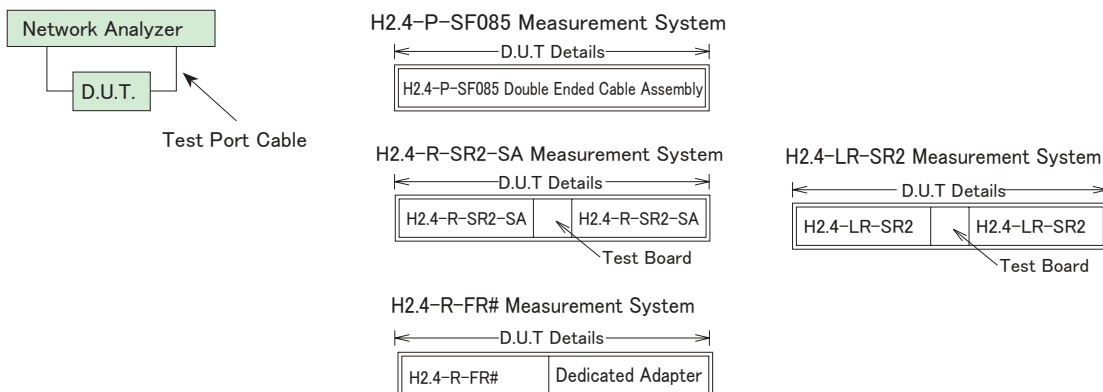 Network Analyzer
D.U.T.
Test Port Cable
H2.4-P-SF085 Measurement System
D.U.T Details
H2.4-P-SF085 Double Ended Cable Assembly
H2.4-R-SR2-SA Measurement System
D.U.T Details
H2.4-R-SR2-SA H2.4-R-SR2-SA
Test Board
H2.4-LR-SR2 Measurement System
D.U.T Details
H2.4-LR-SR2 H2.4-LR-SR2
Test Board
H2.4-R-FR# Measurement System
D.U.T Details
H2.4-R-FR# Dedicated Adapter